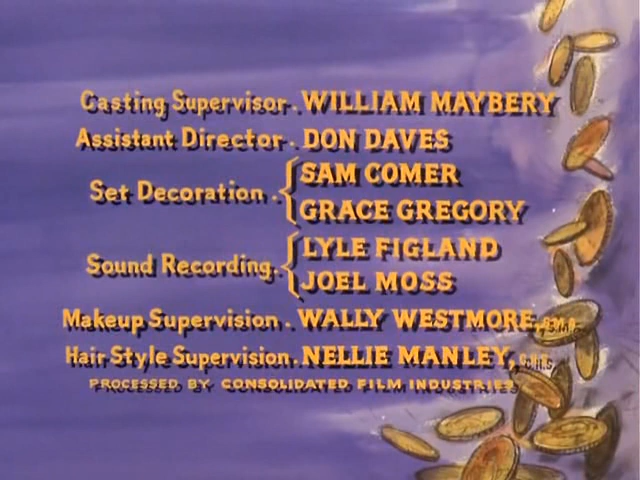 Casting Supervisor . WILLIAM MAYBERY
Assistant Director . DON DAVES
Set Decoration . { SAM COMER
GRACE GREGORY
Sound Recording . { LYLE FIGLAND
JOEL MOSS
Makeup Supervision . WALLY WESTMORE,
Hair Style Supervision . NELLIE MANLEY, C.H.S.
PROCESSED BY CONSOLIDATED FILM INDUSTRIES